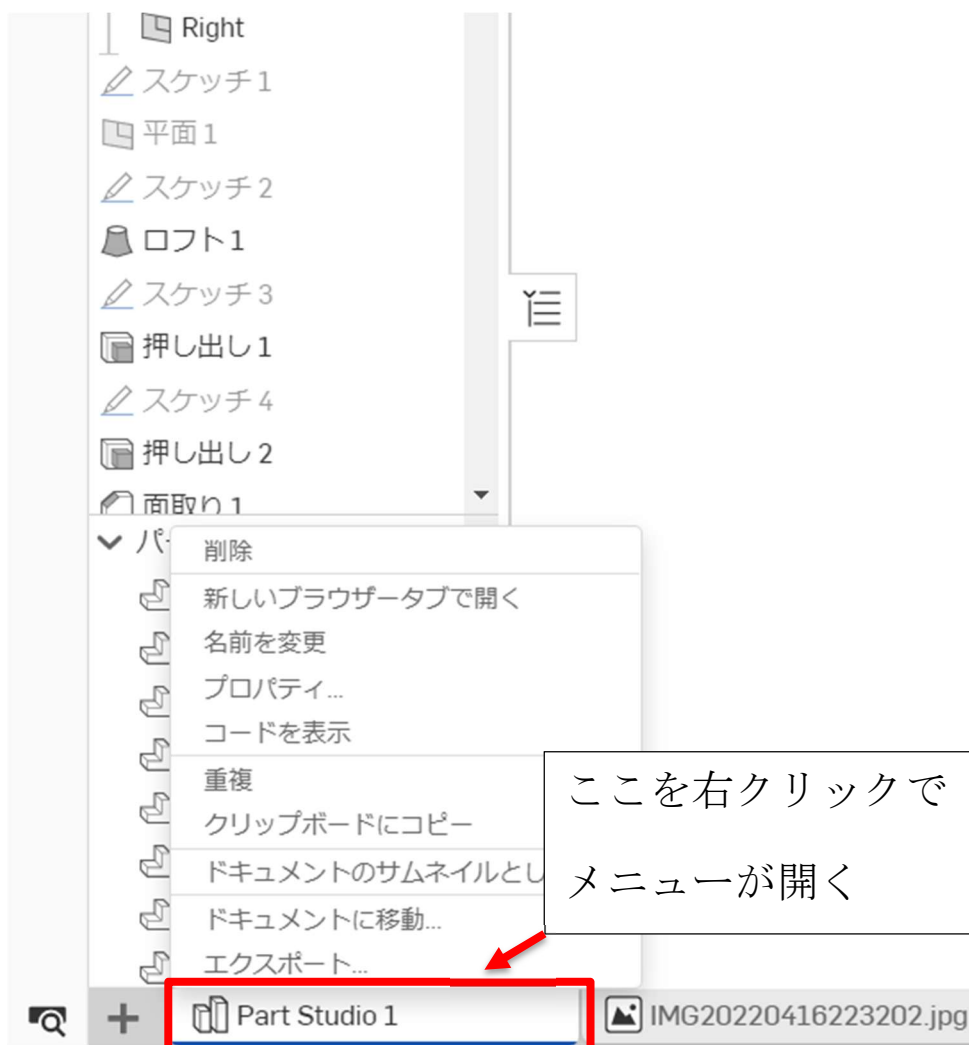 Right
スケッチ 1
平面 1
スケッチ 2
ロフト 1
スケッチ 3
押し出し 1
スケッチ 4
押し出し 2
面取り 1
削除
新しいブラウザータブで開く
名前を変更
プロパティ...
コードを表示
重複
クリップボードにコピー
ドキュメントのサムネイルとし
ドキュメントに移動...
エクスポート...
ここを右クリックで
メニューが開く
Part Studio 1
IMG20220416223202.jpg